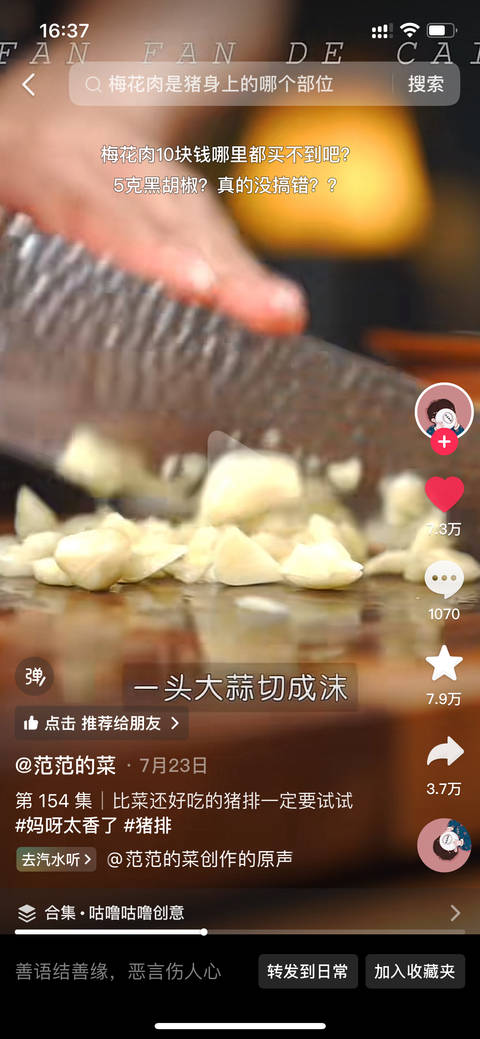 16:37
FAN FAN DE CAI
梅花肉是猪身上的哪个部位
搜索
梅花肉10块钱哪里都买不到吧？
5克黑胡椒？真的没搞错？？
7.3万
1070
7.9万
3.7万
弹
一头大蒜切成沫
点击 推荐给朋友
@范范的菜 · 7月23日
第 154 集｜比菜还好吃的猪排一定要试试
#妈呀太香了 #猪排
去汽水听 @范范的菜创作的原声
合集·咕噜咕噜创意
善语结善缘，恶言伤人心
转发到日常
加入收藏夹